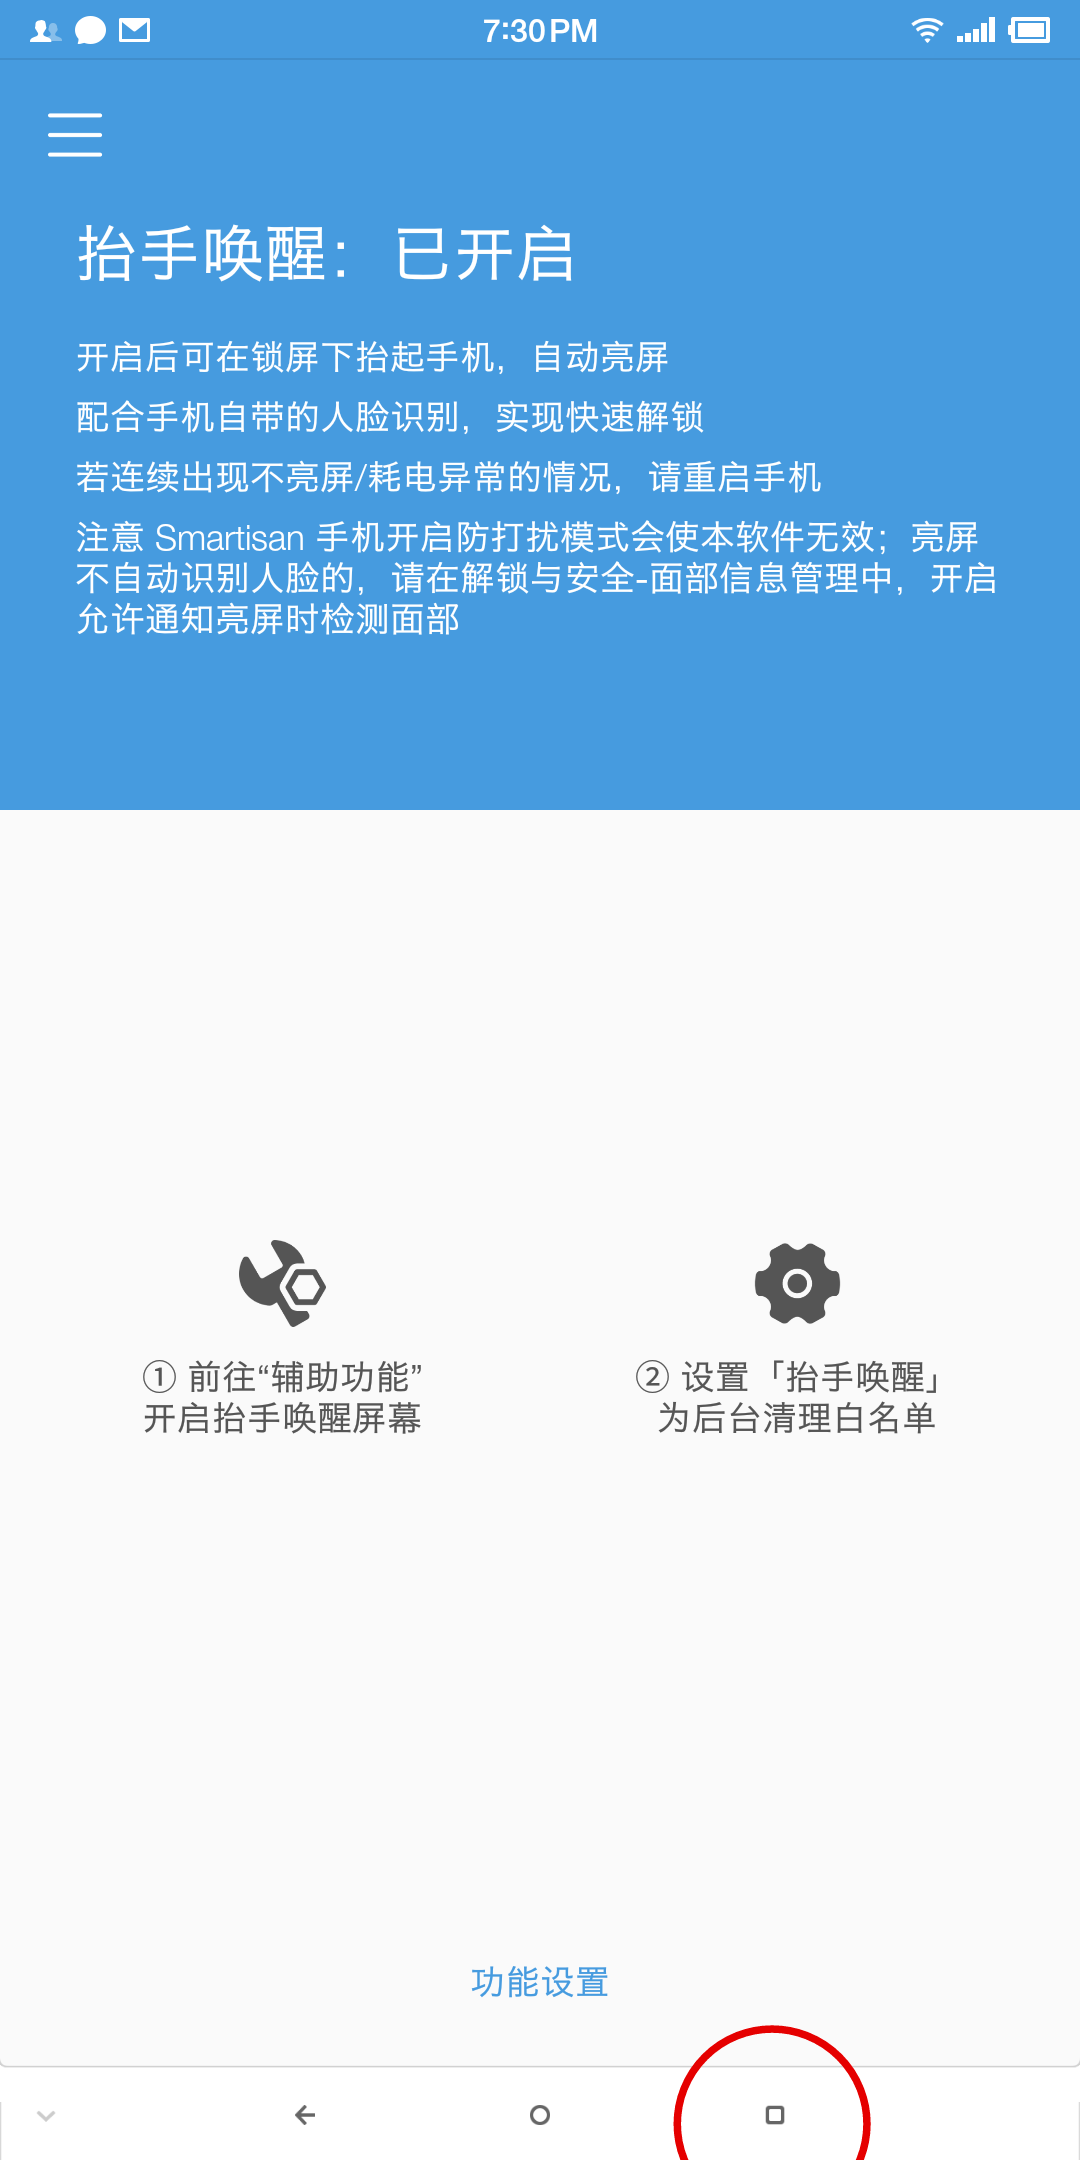 7:30 PM
抬手唤醒：已开启
开启后可在锁屏下抬起手机，自动亮屏
配合手机自带的人脸识别，实现快速解锁
若连续出现不亮屏/耗电异常的情况，请重启手机
注意 Smartisan 手机开启防打扰模式会使本软件无效；亮屏
不自动识别人脸的，请在解锁与安全-面部信息管理中，开启
允许通知亮屏时检测面部
① 前往“辅助功能”
开启抬手唤醒屏幕
② 设置「抬手唤醒」
为后台清理白名单
功能设置